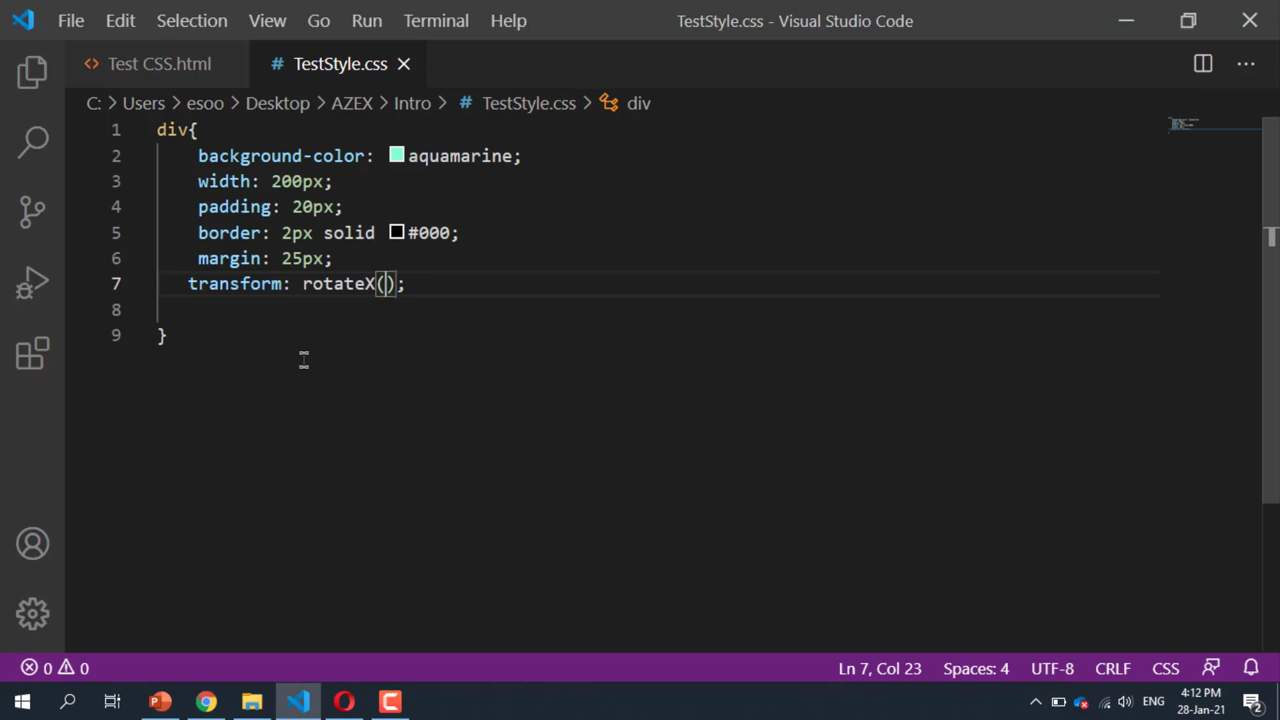 File Edit Selection View Go Run Terminal Help TestStyle.css - Visual Studio Code
Test CSS.html TestStyle.css
C: > Users > esoo > Desktop > AZEX > Intro > # TestStyle.css > div
1 div{
2 background-color: aquamarine;
3 width: 200px;
4 padding: 20px;
5 border: 2px solid #000;
6 margin: 25px;
7 transform: rotateX();
8
9 }
0 0 Ln 7, Col 23 Spaces: 4 UTF-8 CRLF CSS
ENG 4:12 PM
28-Jan-21 2